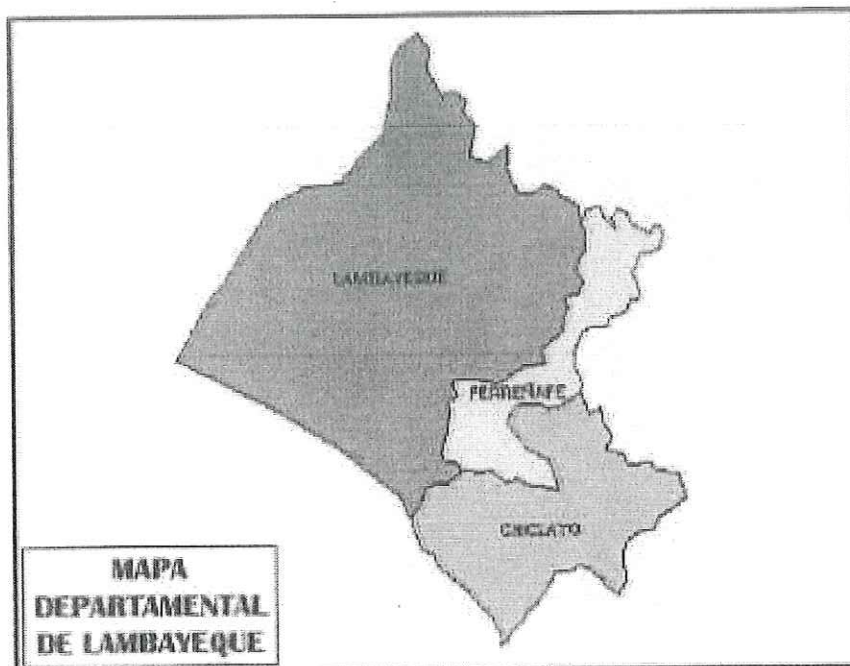 LAMBAYEQUE
FERREÑAFE
CHICLAYO
MAPA
DEPARTAMENTAL
DE LAMBAYEQUE